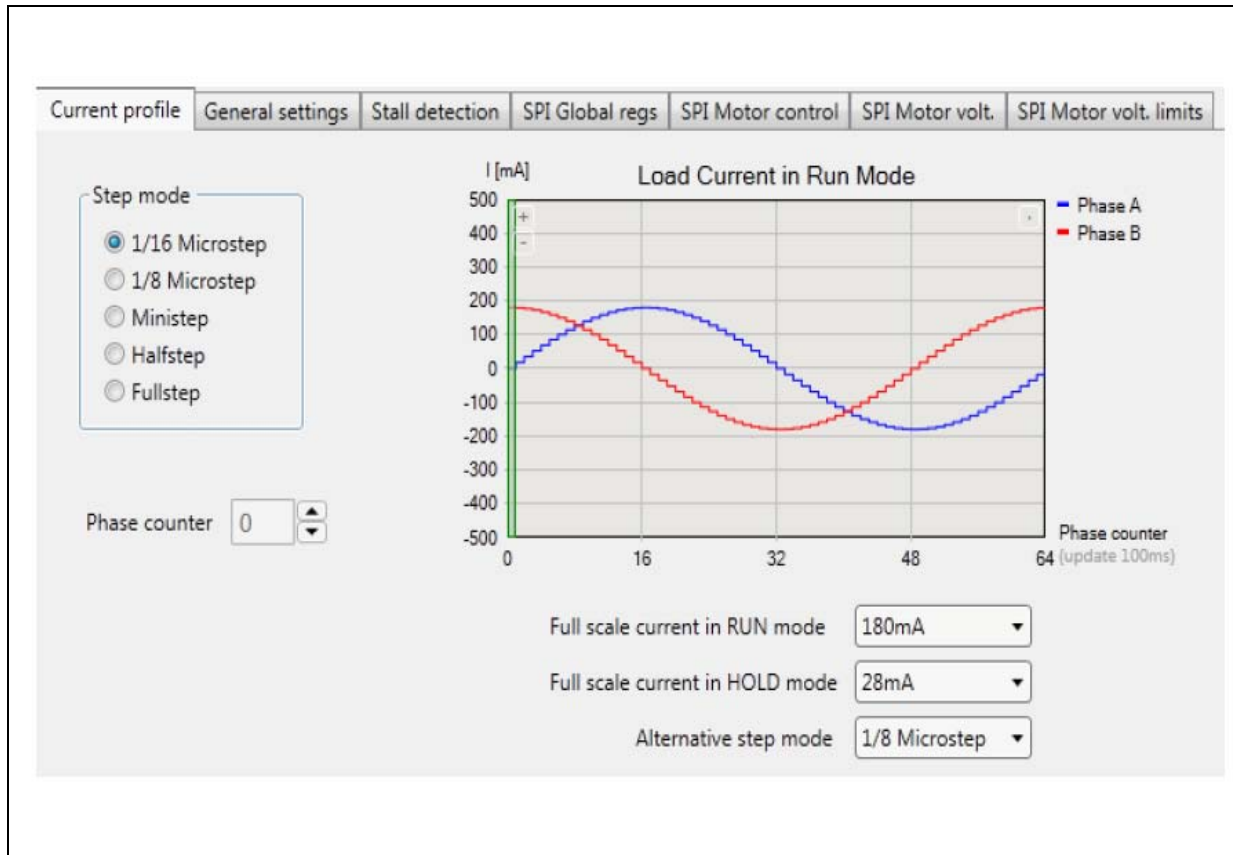 Current profile General settings Stall detection SPI Global regs SPI Motor control SPI Motor volt. SPI Motor volt. limits
Step mode
1/16 Microstep
1/8 Microstep
Ministep
Halfstep
Fullstep
Phase counter 0
I [mA] Load Current in Run Mode
500
400
300
200
100
0
-100
-200
-300
-400
-500
+
-
Phase A
Phase B
0 16 32 48 64
Phase counter
(update 100ms)
Full scale current in RUN mode 180mA
Full scale current in HOLD mode 28mA
Alternative step mode 1/8 Microstep